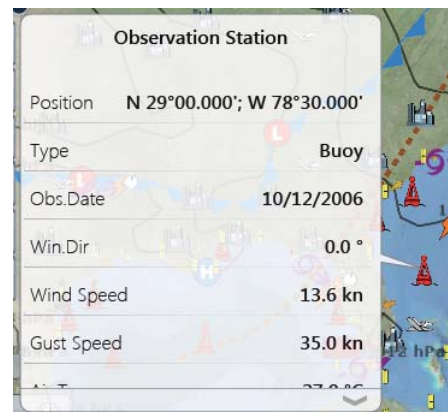 Observation Station
Position N 29°00.000'; W 78°30.000'
Type Buoy
Obs.Date 10/12/2006
Win.Dir 0.0 °
Wind Speed 13.6 kn
Gust Speed 35.0 kn
L
L
H
hPa